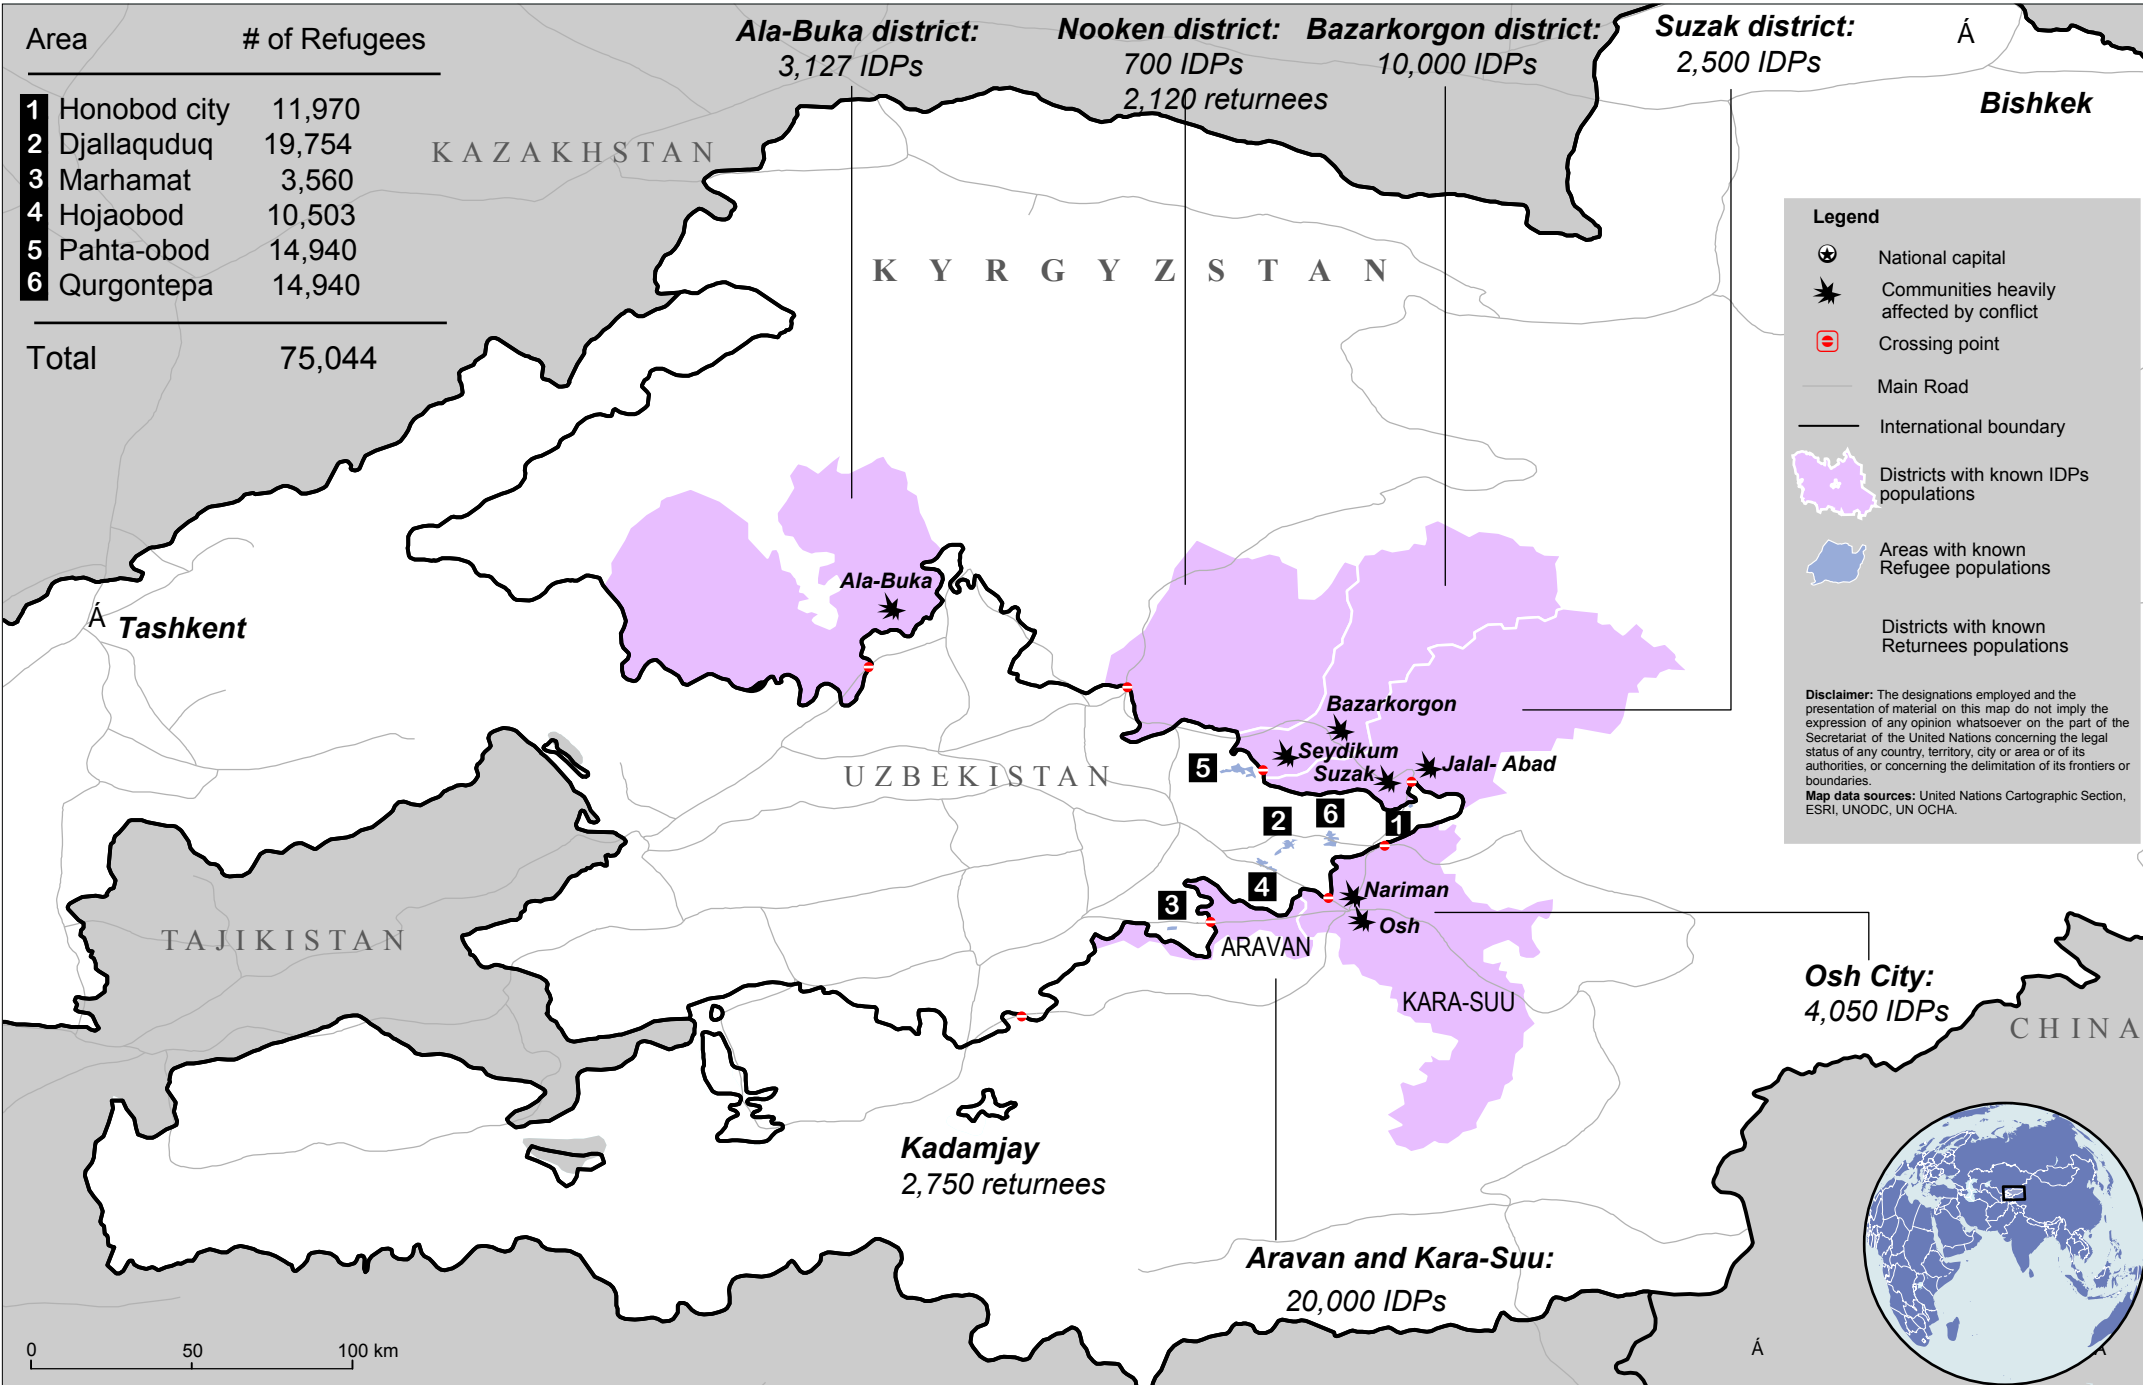 Area # of Refugees
1 Honobod city 11,970
2 Djallaquduq 19,754
3 Marhamat 3,560
4 Hojaobod 10,503
5 Pahta-obod 14,940
6 Qurgontepa 14,940
Total 75,044
Ala-Buka district:
3,127 IDPs
Nooken district:
700 IDPs
2,120 returnees
Bazarkorgon district:
10,000 IDPs
Suzak district:
2,500 IDPs
Á
Bishkek
KAZAKHSTAN
KYRGYZSTAN
Legend
National capital
Communities heavily
affected by conflict
Crossing point
Main Road
International boundary
Districts with known IDPs
populations
Areas with known
Refugee populations
Districts with known
Returnees populations
Disclaimer: The designations employed and the
presentation of material on this map do not imply the
expression of any opinion whatsoever on the part of the
Secretariat of the United Nations concerning the legal
status of any country, territory, city or area or of its
authorities, or concerning the delimitation of its frontiers or
boundaries.
Map data sources: United Nations Cartographic Section,
ESRI, UNODC, UN OCHA.
Á
Tashkent
Ala-Buka
Bazarkorgon
Seydikum
Suzak
Jalal- Abad
UZBEKISTAN
5
2
6
1
4
3
Nariman
Osh
ARAVAN
KARA-SUU
TAJIKISTAN
Osh City:
4,050 IDPs
CHINA
Kadamjay
2,750 returnees
Aravan and Kara-Suu:
20,000 IDPs
0 50 100 km
Á
Á